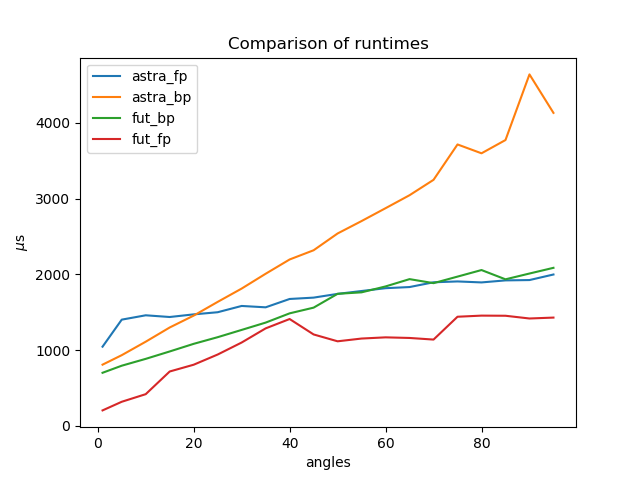 Comparison of runtimes
astra_fp
astra_bp
fut_bp
fut_fp
4000
3000
2000
1000
0
μs
0 20 40 60 80
angles